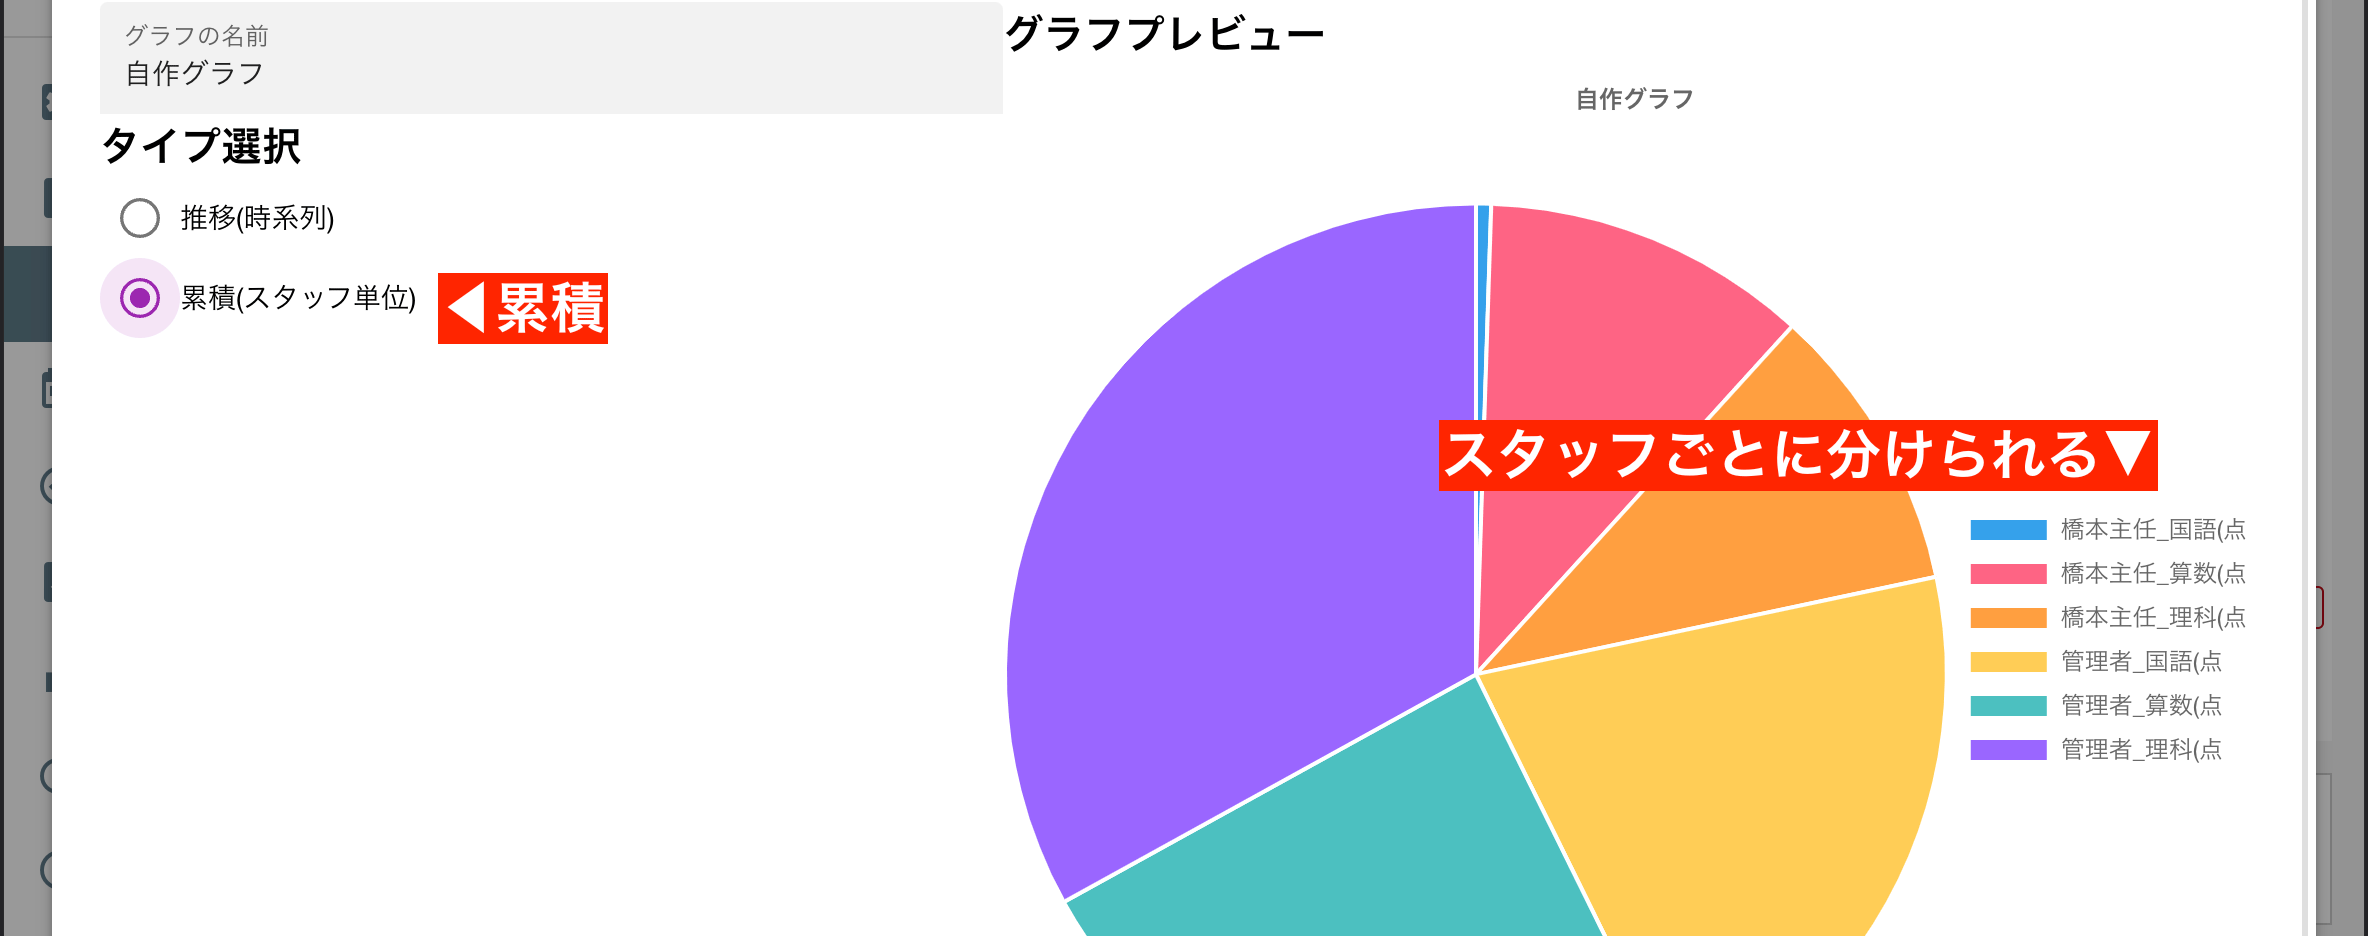 グラフの名前
自作グラフ
タイプ選択
推移(時系列)
累積(スタッフ単位)
◀累積
グラフプレビュー
自作グラフ
スタッフごとに分けられる▼
橋本主任_国語(点
橋本主任_算数(点
橋本主任_理科(点
管理者_国語(点
管理者_算数(点
管理者_理科(点